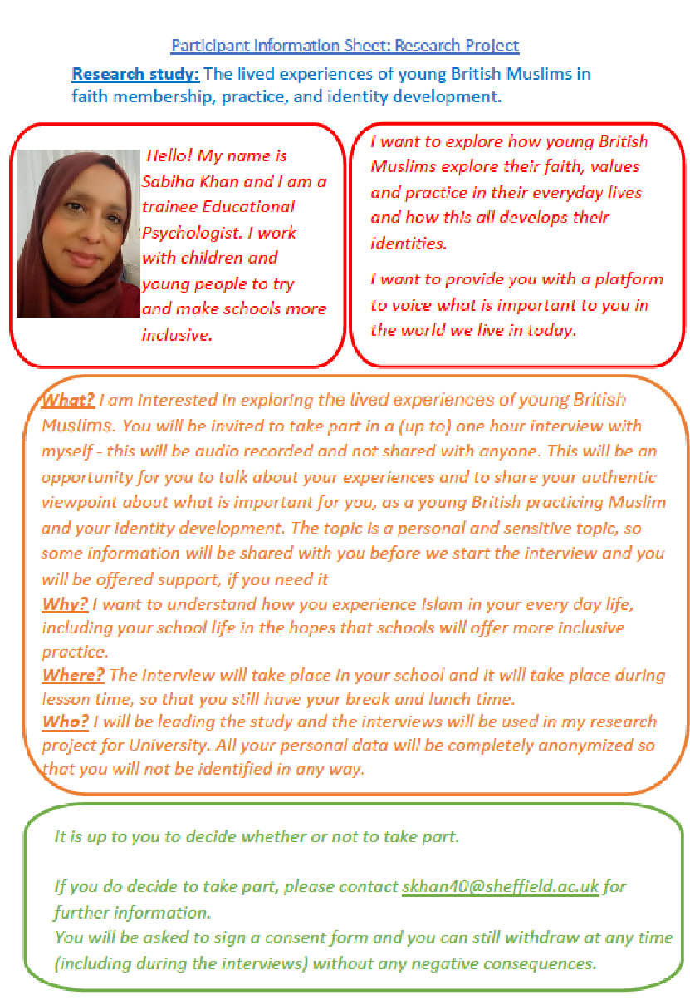 Participant Information Sheet: Research Project
Research study: The lived experiences of young British Muslims in
faith membership, practice, and identity development.
Hello! My name is
Sabiha Khan and I am a
trainee Educational
Psychologist. I work
with children and
young people to try
and make schools more
inclusive.
I want to explore how young British
Muslims explore their faith, values
and practice in their everyday lives
and how this all develops their
identities.
I want to provide you with a platform
to voice what is important to you in
the world we live in today.
What? I am interested in exploring the lived experiences of young British
Muslims. You will be invited to take part in a (up to) one hour interview with
myself - this will be audio recorded and not shared with anyone. This will be an
opportunity for you to talk about your experiences and to share your authentic
viewpoint about what is important for you, as a young British practicing Muslim
and your identity development. The topic is a personal and sensitive topic, so
some information will be shared with you before we start the interview and you
will be offered support, if you need it
Why? I want to understand how you experience Islam in your every day life,
including your school life in the hopes that schools will offer more inclusive
practice.
Where? The interview will take place in your school and it will take place during
lesson time, so that you still have your break and lunch time.
Who? I will be leading the study and the interviews will be used in my research
project for University. All your personal data will be completely anonymized so
that you will not be identified in any way.
It is up to you to decide whether or not to take part.
If you do decide to take part, please contact skhan40@sheffield.ac.uk for
further information.
You will be asked to sign a consent form and you can still withdraw at any time
(including during the interviews) without any negative consequences.